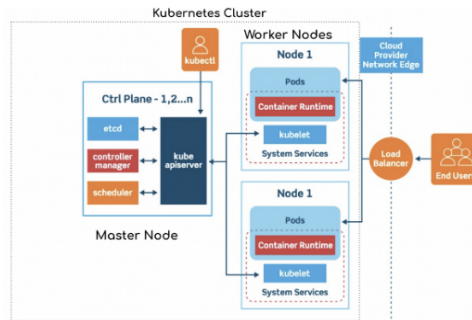 Kubernetes Cluster
kubectl
Worker Nodes
Cloud
Provider
Network Edge
Ctrl Plane - 1,2...n
etcd
controller
manager
scheduler
kube
apiserver
Master Node
Node 1
Pods
Container Runtime
kubelet
System Services
Node 1
Pods
Container Runtime
kubelet
System Services
Load
Balancer
End Users